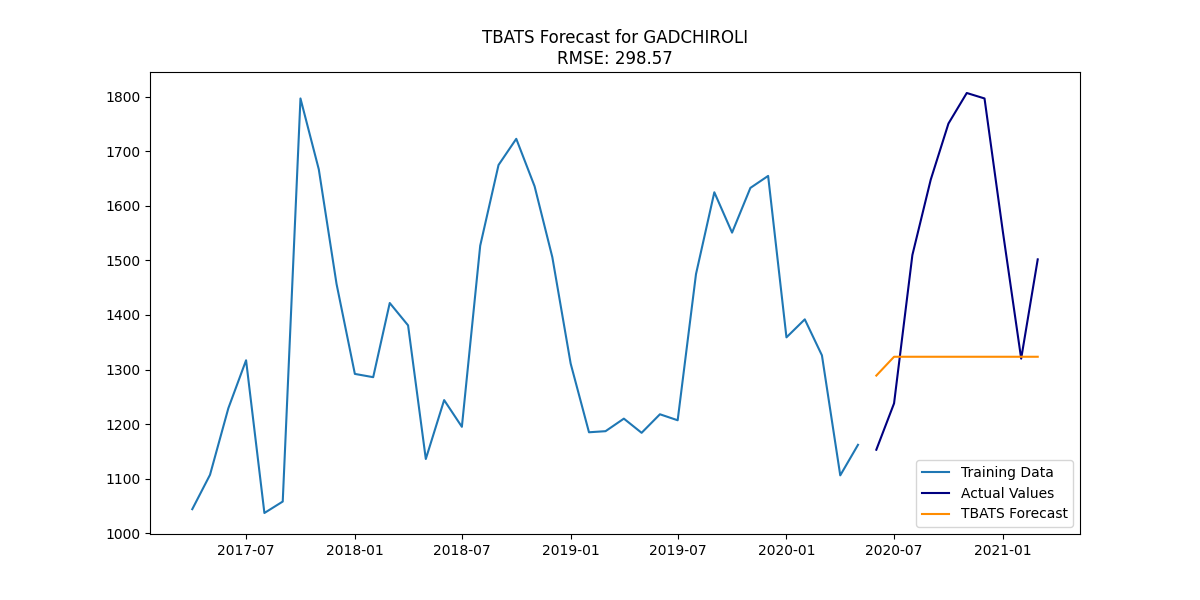 TBATS Forecast for GADCHIROLI
RMSE: 298.57
1800
1700
1600
1500
1400
1300
1200
1100
1000
2017-07 2018-01 2018-07 2019-01 2019-07 2020-01 2020-07 2021-01
Training Data
Actual Values
TBATS Forecast